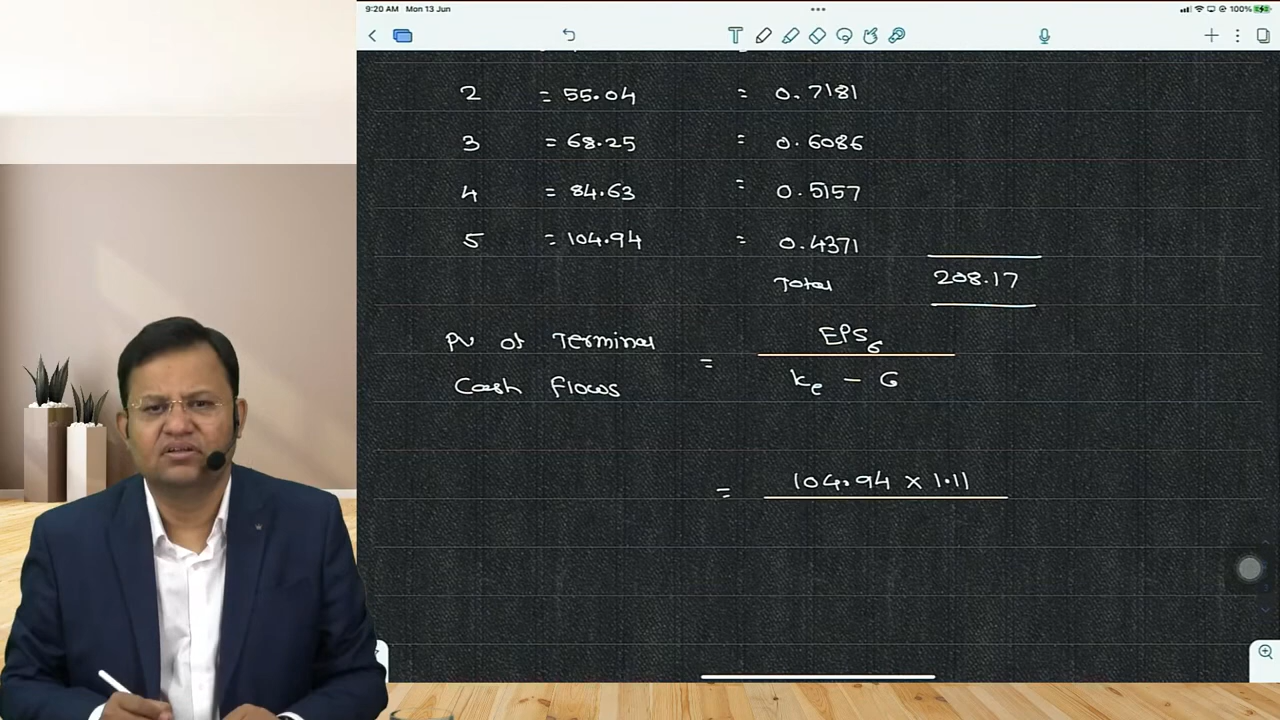 9:20 AM Mon 13 Jun
100%
2 = 55.04 = 0.7181
3 = 68.25 = 0.6086
4 = 84.63 = 0.5157
5 = 104.94 = 0.4371
Total 208.17
PV of Terminal Cash flows = EPS₆ / ke - G
= 104.94 x 1.11